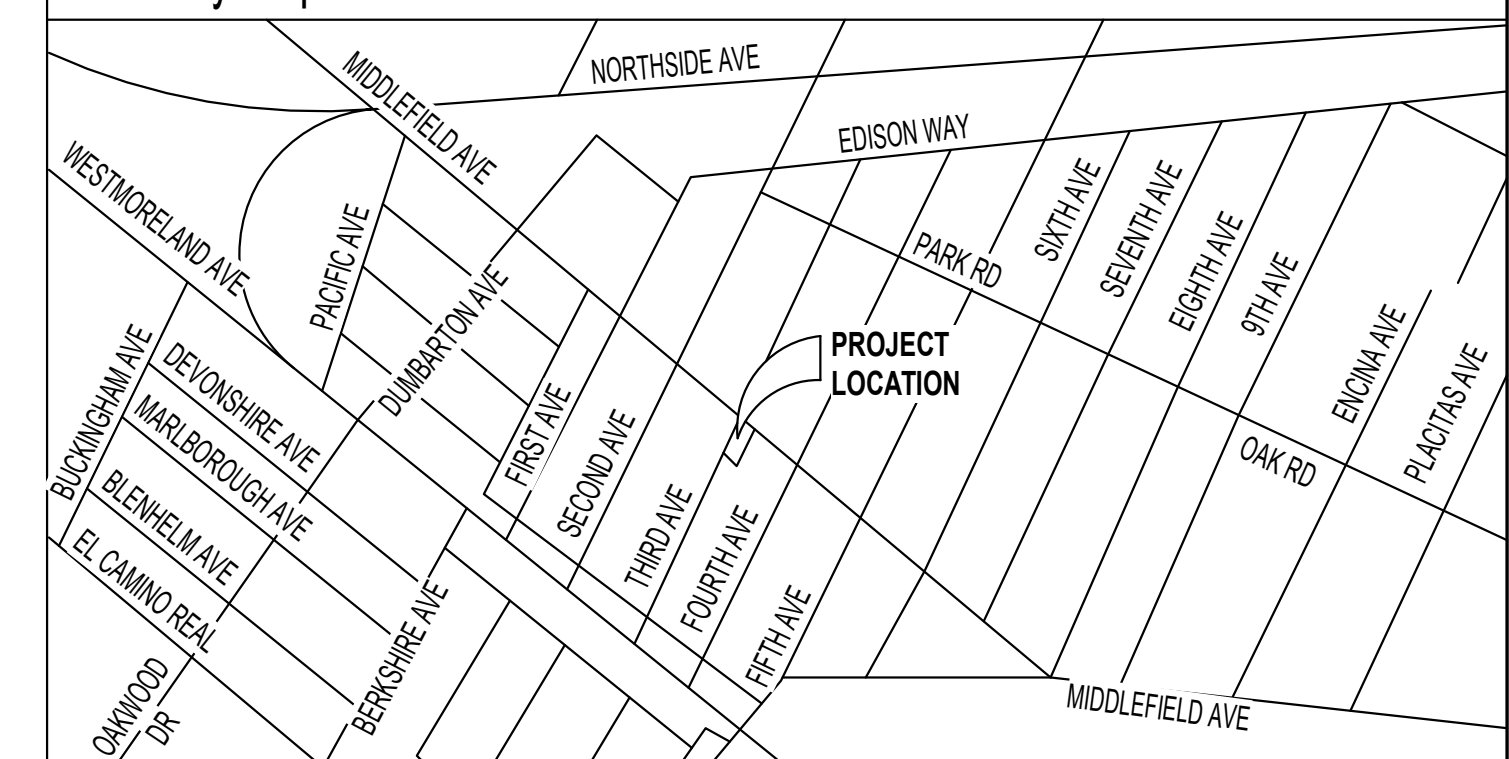 NORTHSIDE AVE
MIDDLEFIELD AVE
EDISON WAY
WESTMORELAND AVE
PACIFIC AVE
DUMBARTON AVE
PARK RD
SIXTH AVE
SEVENTH AVE
EIGHTH AVE
9TH AVE
ENCINA AVE
PLACITAS AVE
PROJECT
LOCATION
BUCKINGHAM AVE
DEVONSHIRE AVE
MARLBOROUGH AVE
BLENHELM AVE
EL CAMINO REAL
FIRST AVE
SECOND AVE
THIRD AVE
FOURTH AVE
FIFTH AVE
OAK RD
BERKSHIRE AVE
OAKWOOD
DR
MIDDLEFIELD AVE